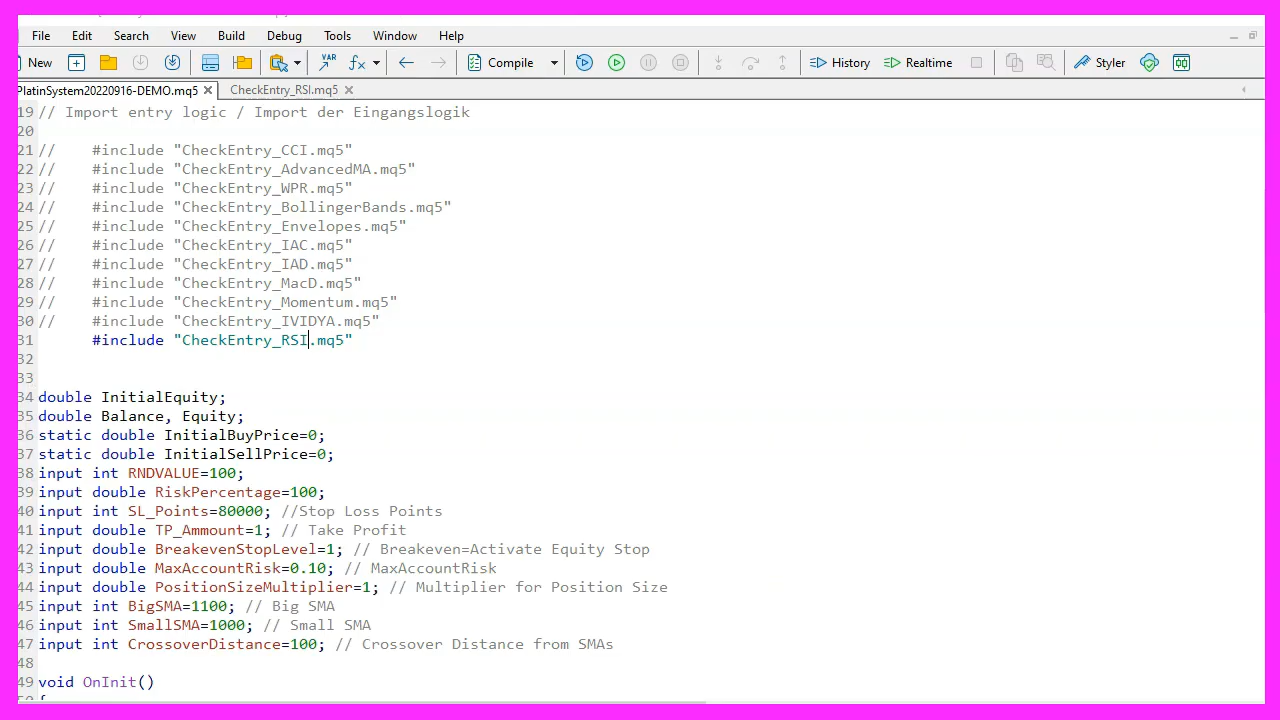 File Edit Search View Build Debug Tools Window Help
New VAR fx Compile History Realtime Styler
PlatinSystem20220916-DEMO.mq5 CheckEntry_RSI.mq5
19 // Import entry logic / Import der Eingangslogik
20
21 // #include "CheckEntry_CCI.mq5"
22 // #include "CheckEntry_AdvancedMA.mq5"
23 // #include "CheckEntry_WPR.mq5"
24 // #include "CheckEntry_BollingerBands.mq5"
25 // #include "CheckEntry_Envelopes.mq5"
26 // #include "CheckEntry_IAC.mq5"
27 // #include "CheckEntry_IAD.mq5"
28 // #include "CheckEntry_MacD.mq5"
29 // #include "CheckEntry_Momentum.mq5"
30 // #include "CheckEntry_IVIDYA.mq5"
31 #include "CheckEntry_RSI.mq5"
32
33
34 double InitialEquity;
35 double Balance, Equity;
36 static double InitialBuyPrice=0;
37 static double InitialSellPrice=0;
38 input int RNDVALUE=100;
39 input double RiskPercentage=100;
40 input int SL_Points=80000; //Stop Loss Points
41 input double TP_Ammount=1; // Take Profit
42 input double BreakevenStopLevel=1; // Breakeven=Activate Equity Stop
43 input double MaxAccountRisk=0.10; // MaxAccountRisk
44 input double PositionSizeMultiplier=1; // Multiplier for Position Size
45 input int BigSMA=1100; // Big SMA
46 input int SmallSMA=1000; // Small SMA
47 input int CrossoverDistance=100; // Crossover Distance from SMAs
48
49 void OnInit()